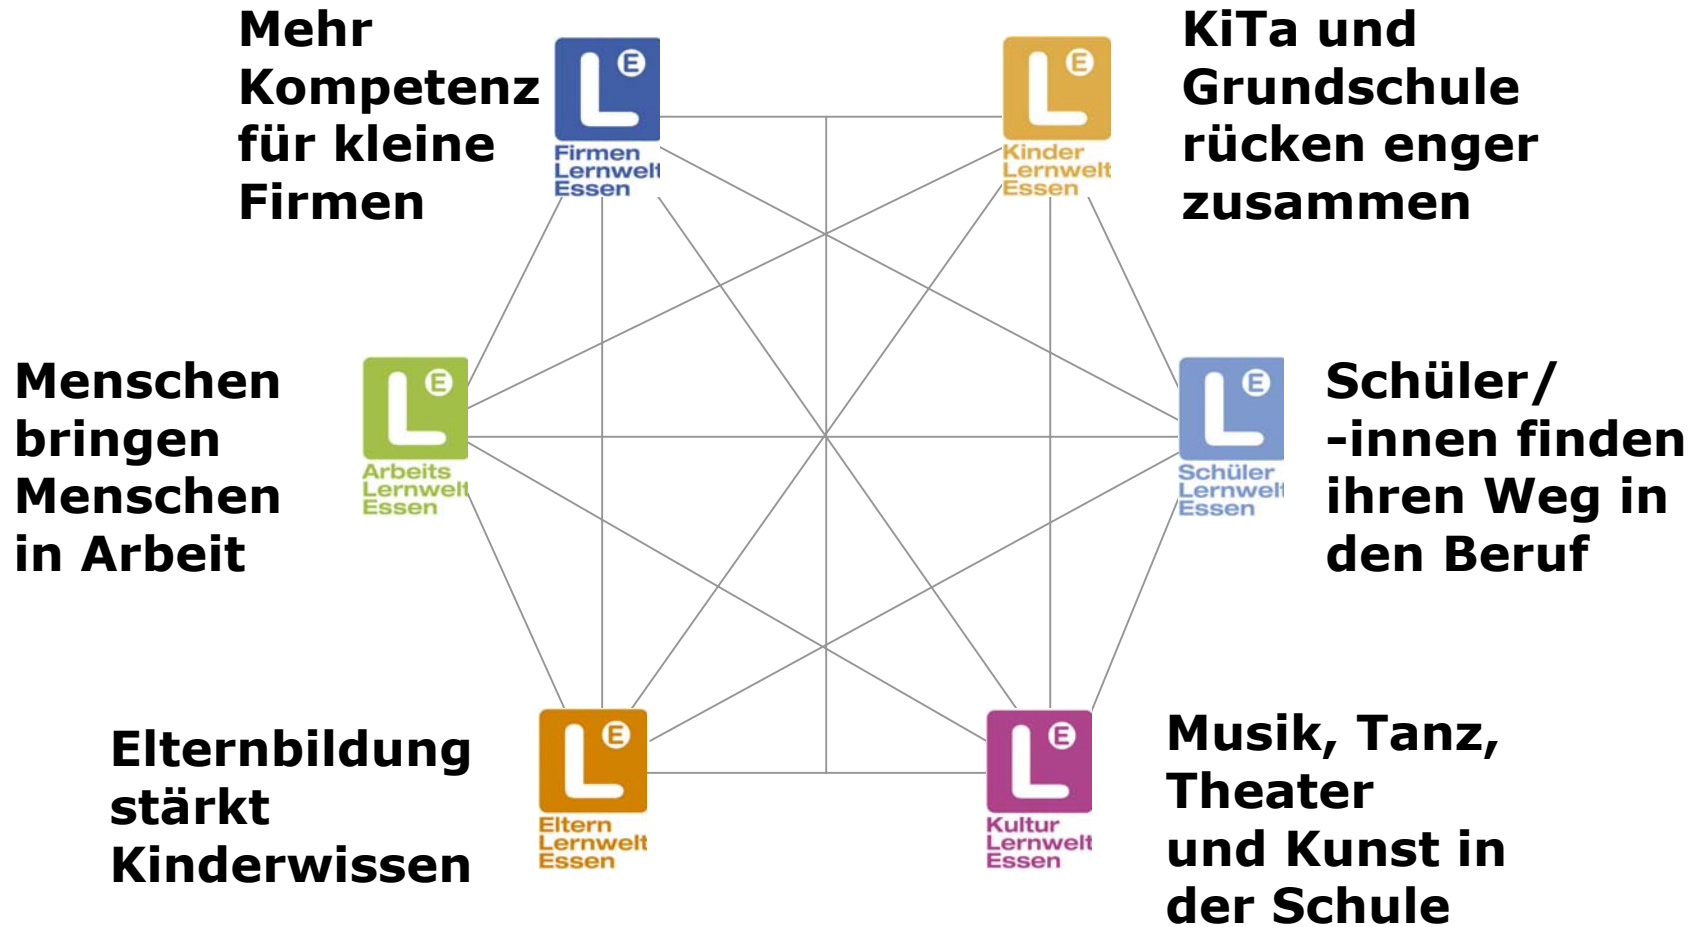 Mehr
Kompetenz
für kleine
Firmen
L E
Firmen
Lernwelt
Essen
L E
Kinder
Lernwelt
Essen
KiTa und
Grundschule
rücken enger
zusammen
Menschen
bringen
Menschen
in Arbeit
L E
Arbeits
Lernwelt
Essen
L E
Schüler
Lernwelt
Essen
Schüler/
-innen finden
ihren Weg in
den Beruf
Elternbildung
stärkt
Kinderwissen
L E
Eltern
Lernwelt
Essen
L E
Kultur
Lernwelt
Essen
Musik, Tanz,
Theater
und Kunst in
der Schule